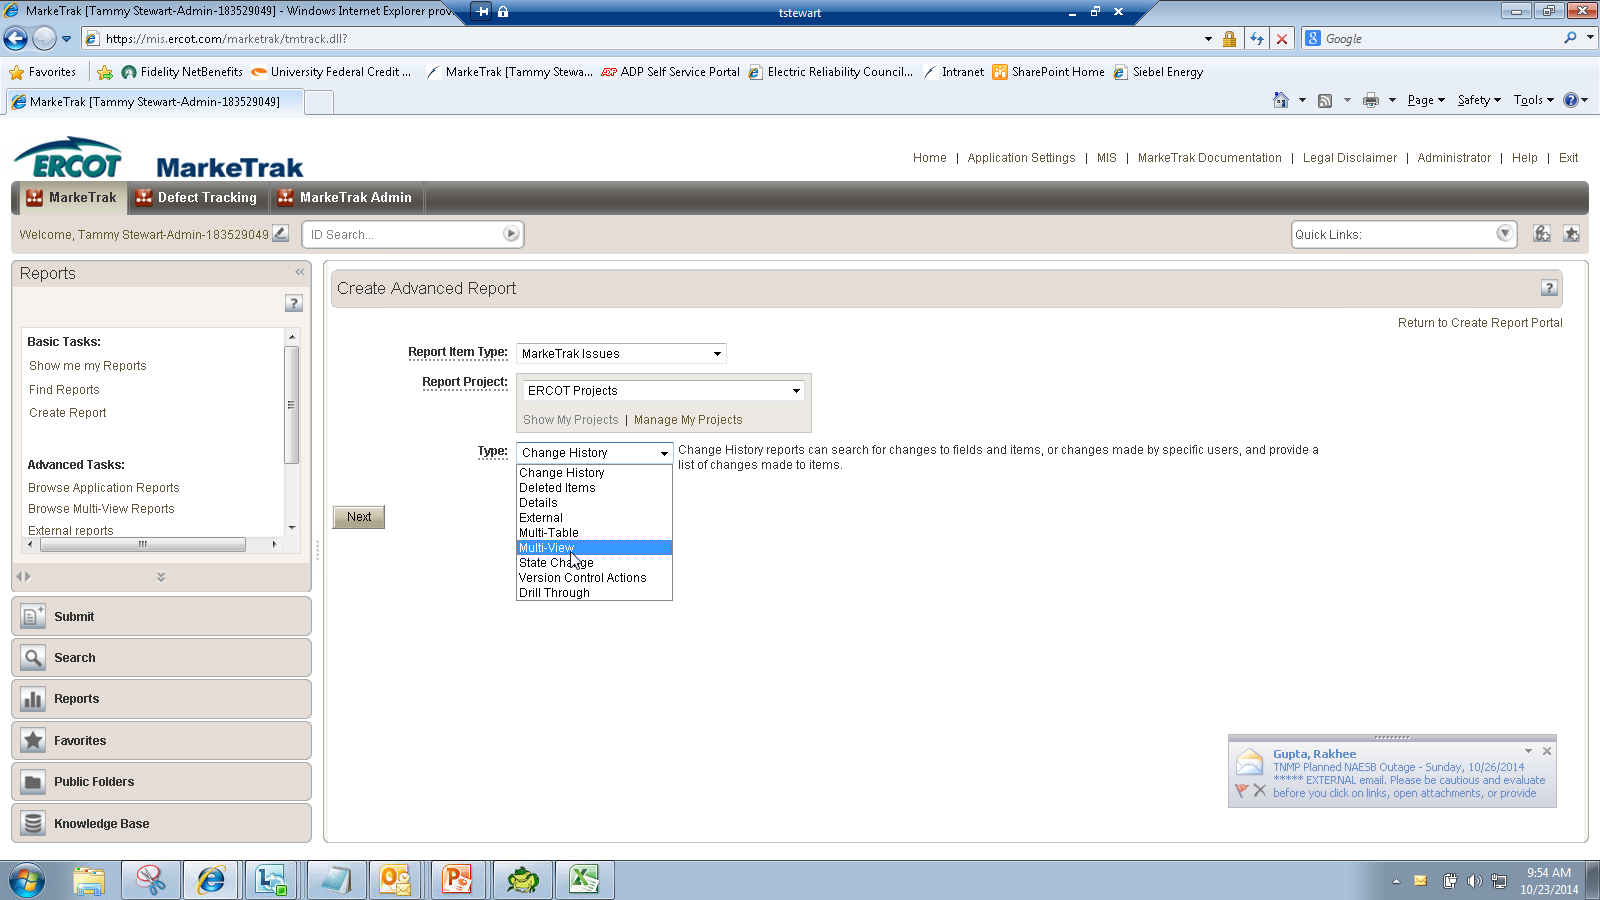 MarkeTrak [Tammy Stewart-Admin-183529049] - Windows Internet Explorer prov
tstewart
https://mis.ercot.com/marketrak/tmtrack.dll?
Google
Favorites
Fidelity NetBenefits
University Federal Credit ...
MarkeTrak [Tammy Stewa...
ADP Self Service Portal
Electric Reliability Council...
Intranet
SharePoint Home
Siebel Energy
MarkeTrak [Tammy Stewart-Admin-183529049]
Page
Safety
Tools
ERCOT
MarkeTrak
Home | Application Settings | MIS | MarkeTrak Documentation | Legal Disclaimer | Administrator | Help | Exit
MarkeTrak
Defect Tracking
MarkeTrak Admin
Welcome, Tammy Stewart-Admin-183529049
ID Search...
Quick Links:
Reports
Basic Tasks:
Show me my Reports
Find Reports
Create Report
Advanced Tasks:
Browse Application Reports
Browse Multi-View Reports
External reports
Submit
Search
Reports
Favorites
Public Folders
Knowledge Base
Create Advanced Report
Return to Create Report Portal
Report Item Type: MarkeTrak Issues
Report Project: ERCOT Projects
Show My Projects | Manage My Projects
Type: Change History
Change History reports can search for changes to fields and items, or changes made by specific users, and provide a
list of changes made to items.
Change History
Deleted Items
Details
External
Multi-Table
Multi-View
State Change
Version Control Actions
Drill Through
Next
Gupta, Rakhee
TNMP Planned NAESB Outage - Sunday, 10/26/2014
***** EXTERNAL email. Please be cautious and evaluate
before you click on links, open attachments, or provide
9:54 AM
10/23/2014